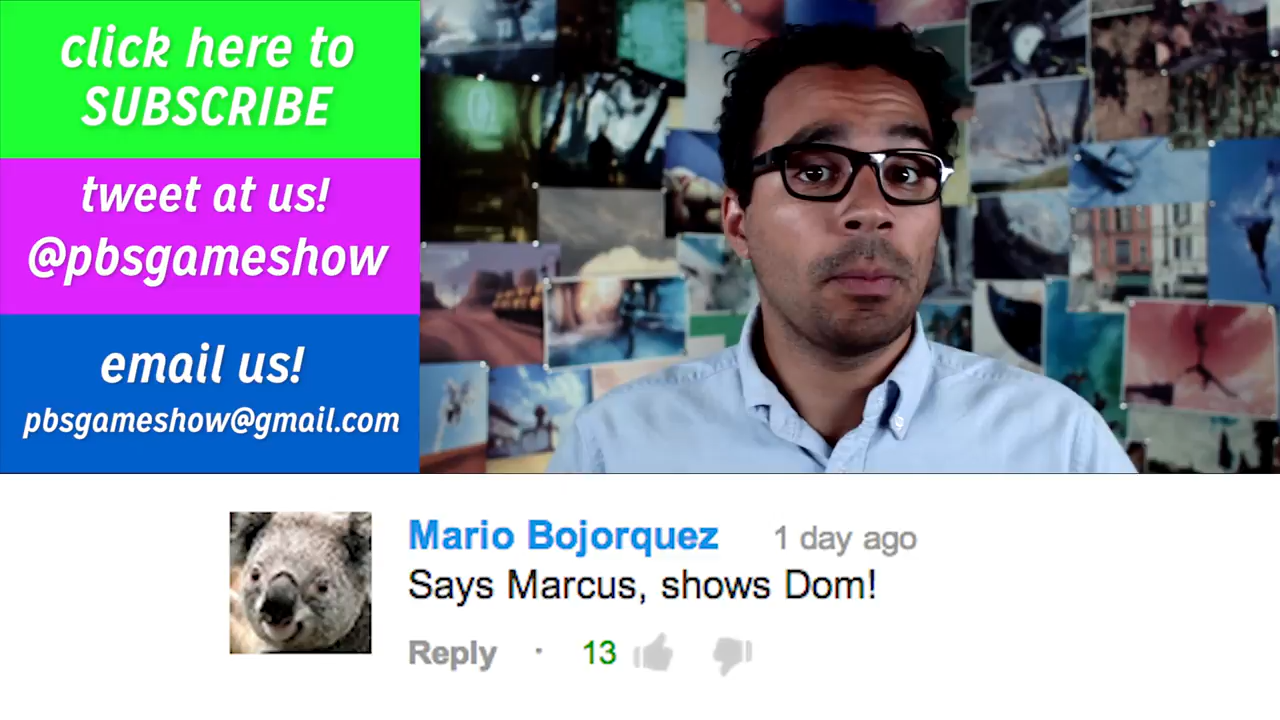 click here to
SUBSCRIBE
tweet at us!
@pbsgameshow
email us!
pbsgameshow@gmail.com
Mario Bojorquez 1 day ago
Says Marcus, shows Dom!
Reply · 13